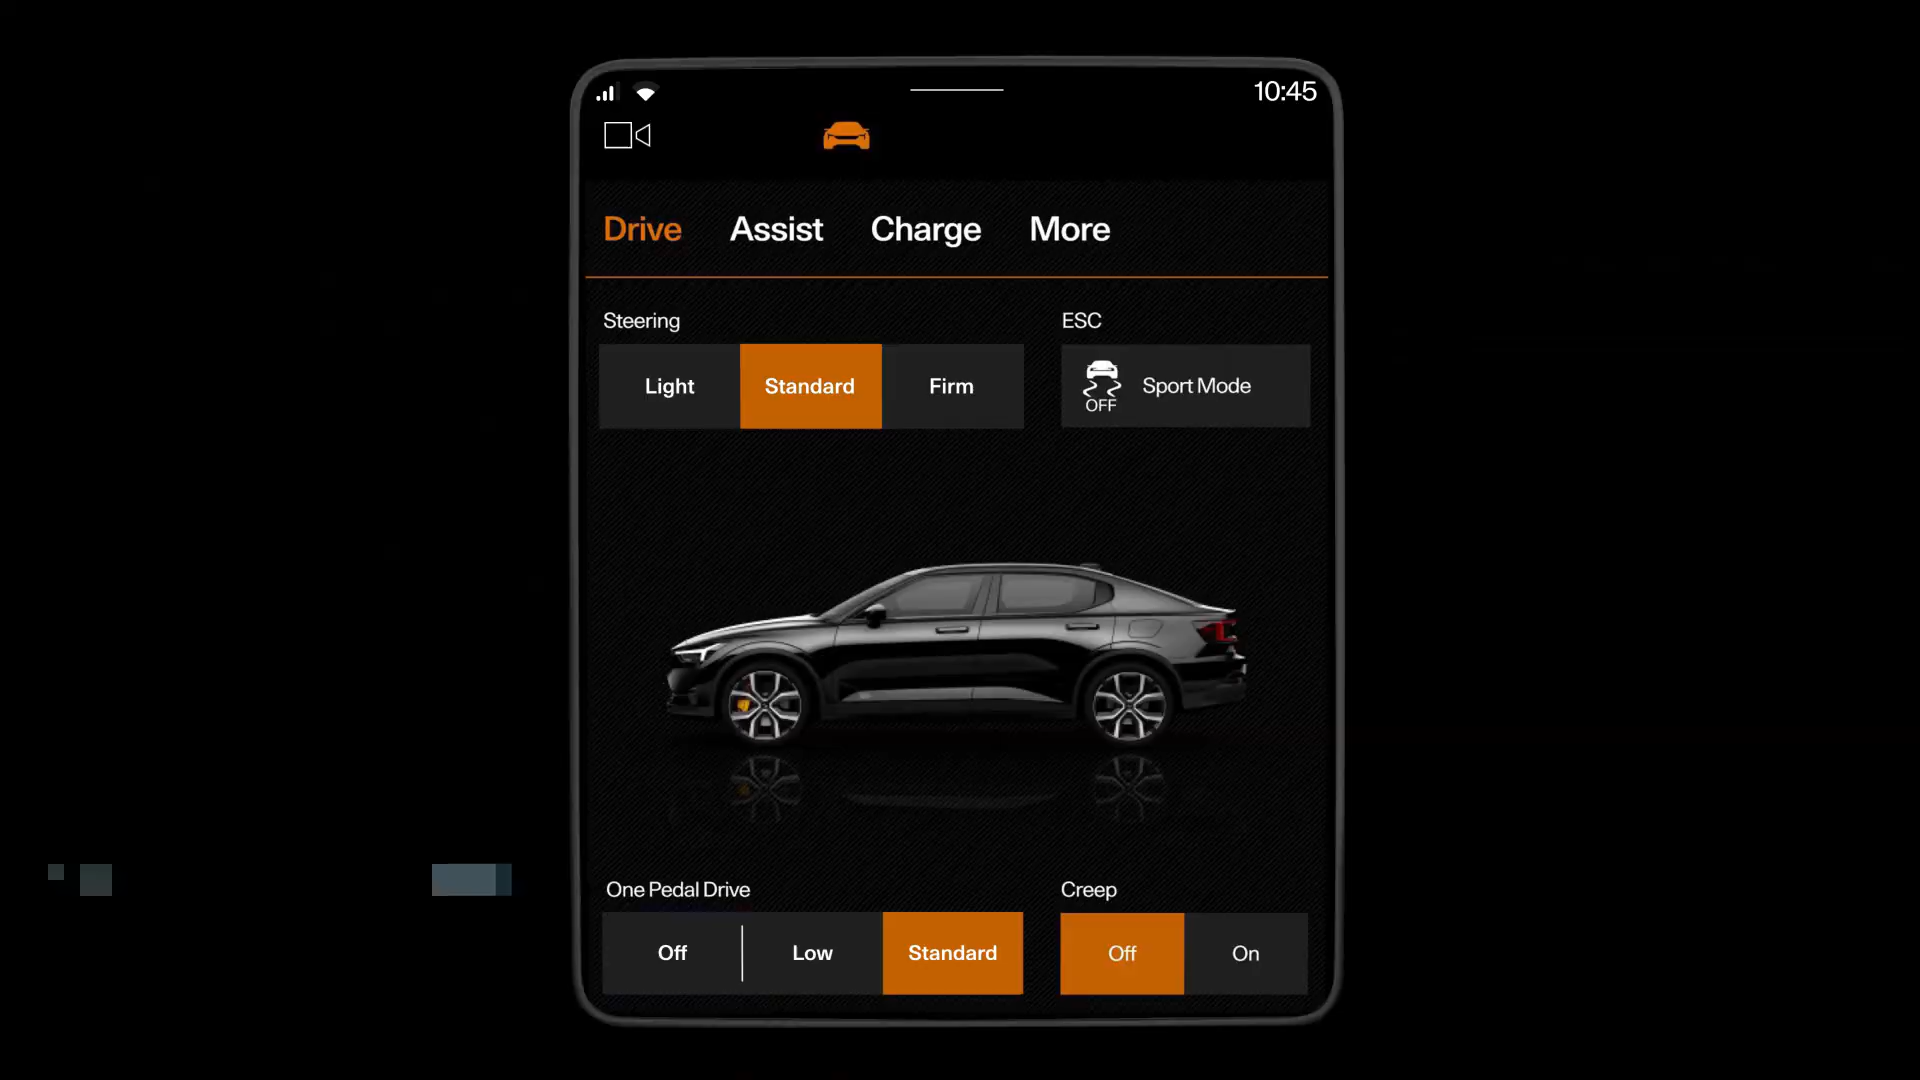 10:45
Drive Assist Charge More
Steering ESC
Light Standard Firm OFF Sport Mode
One Pedal Drive Creep
Off Low Standard Off On